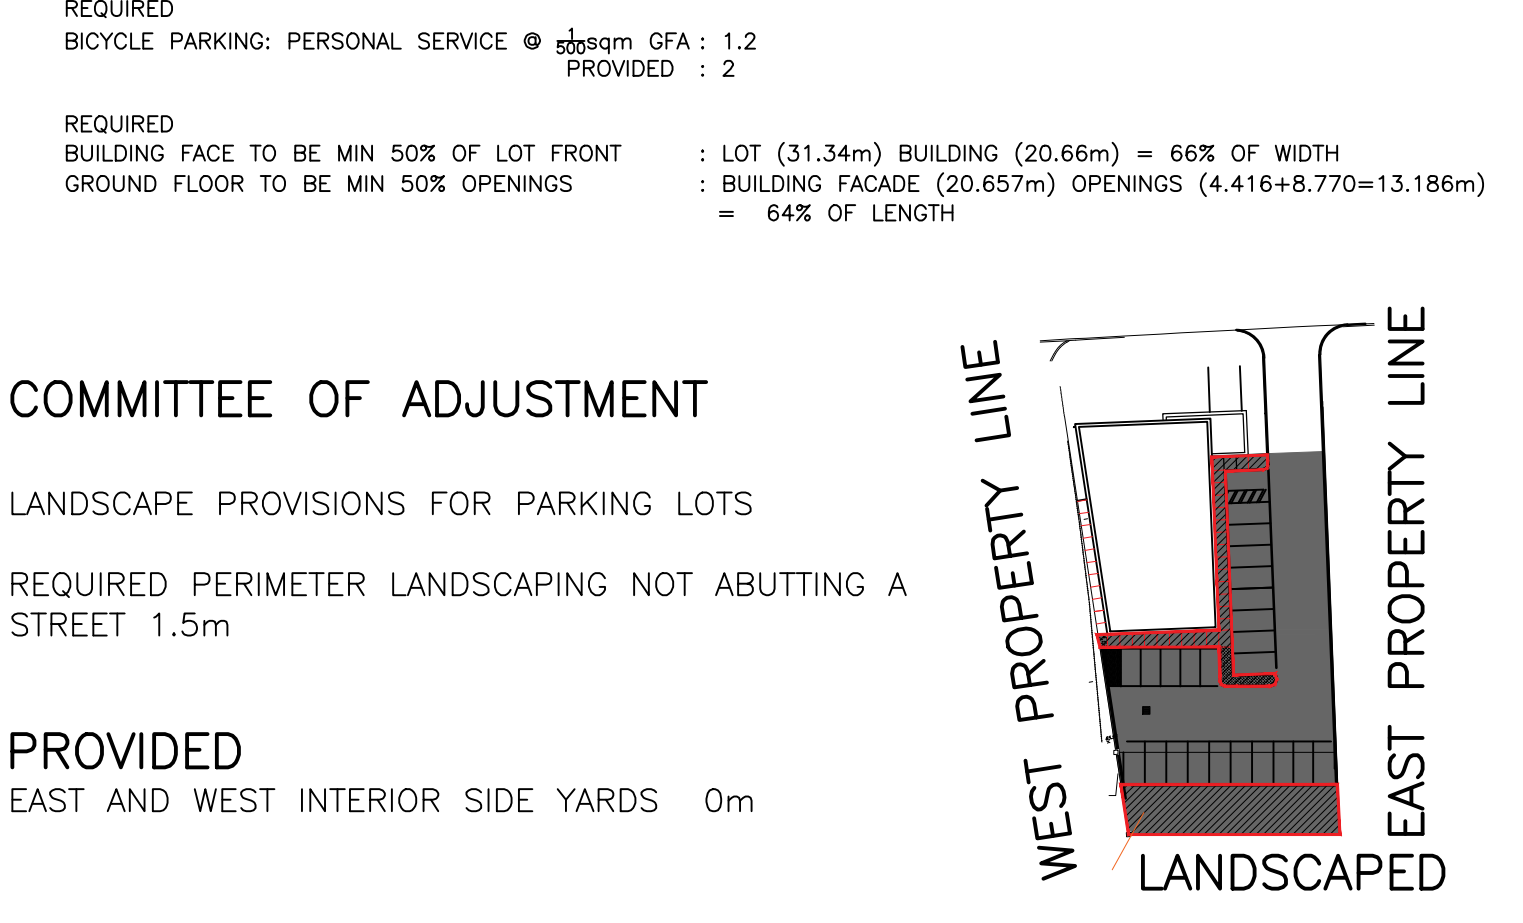 REQUIRED
BICYCLE PARKING: PERSONAL SERVICE @ 1/500sqm GFA : 1.2
PROVIDED : 2
REQUIRED
BUILDING FACE TO BE MIN 50% OF LOT FRONT : LOT (31.34m) BUILDING (20.66m) = 66% OF WIDTH
GROUND FLOOR TO BE MIN 50% OPENINGS : BUILDING FACADE (20.657m) OPENINGS (4.416+8.770=13.186m)
= 64% OF LENGTH
COMMITTEE OF ADJUSTMENT
LANDSCAPE PROVISIONS FOR PARKING LOTS
REQUIRED PERIMETER LANDSCAPING NOT ABUTTING A
STREET 1.5m
PROVIDED
EAST AND WEST INTERIOR SIDE YARDS 0m
WEST PROPERTY LINE
EAST PROPERTY LINE
LANDSCAPED